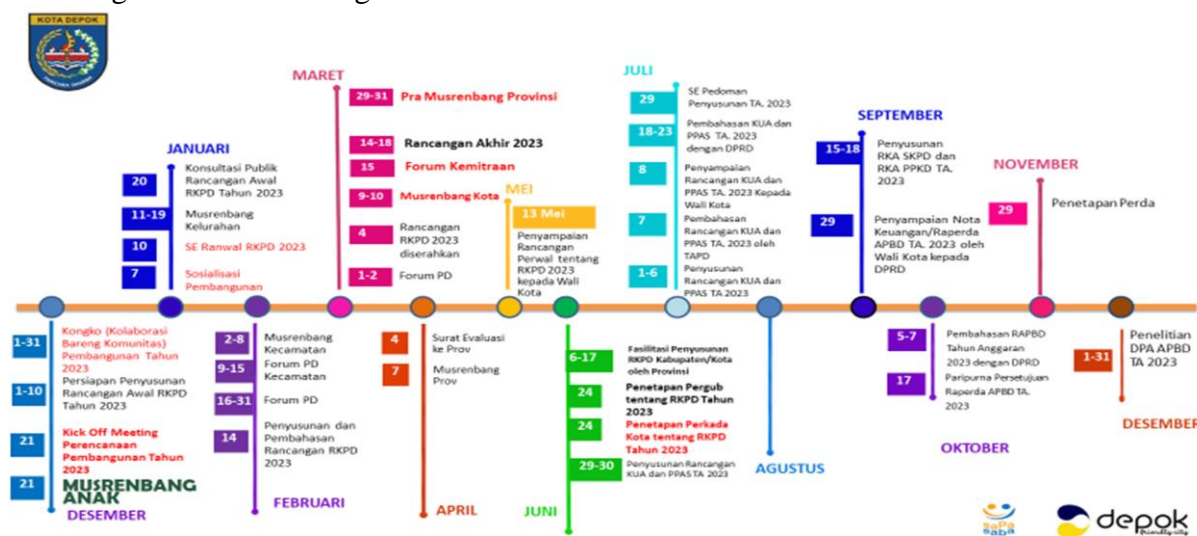 KOTA DEPOK
DESEMBER
1-31
Kongko (Kolaborasi
Bareng Komunitas)
Pembangunan Tahun
2023
1-10
Persiapan Penyusunan
Rancangan Awal RKPD
Tahun 2023
21
Kick Off Meeting
Perencanaan
Pembangunan Tahun
2023
21
MUSRENBANG
ANAK
JANUARI
20
Konsultasi Publik
Rancangan Awal
RKPD Tahun 2023
11-19
Musrenbang
Kelurahan
10
SE Ranwal RKPD 2023
7
Sosialisasi
Pembangunan
2-8
Musrenbang
Kecamatan
9-15
Forum PD
Kecamatan
16-31
Forum PD
14
Penyusunan dan
Pembahasan
Rancangan RKPD
2023
FEBRUARI
MARET
29-31
Pra Musrenbang Provinsi
14-18
Rancangan Akhir 2023
15
Forum Kemitraan
9-10
Musrenbang Kota
4
Rancangan
RKPD 2023
diserahkan
1-2
Forum PD
4
Surat Evaluasi
ke Prov
7
Musrenbang
Prov
APRIL
MEI
13 Mei
Penyampaian
Rancangan
Perwal tentang
RKPD 2023
kepada Wali
Kota
6-17
Fasilitasi Penyusunan
RKPD Kabupaten/Kota
oleh Provinsi
24
Penetapan Pergub
tentang RKPD Tahun
2023
24
Penetapan Perkada
Kota tentang RKPD
Tahun 2023
29-30
Penyusunan Rancangan
KUA dan PPAS TA 2023
JUNI
JULI
29
SE Pedoman
Penyusunan TA. 2023
18-23
Pembahasan KUA dan
PPAS TA. 2023
dengan DPRD
8
Penyampaian
Rancangan KUA dan
PPAS TA. 2023 Kepada
Wali Kota
7
Pembahasan
Rancangan KUA dan
PPAS TA. 2023 oleh
TAPD
1-6
Penyusunan
Rancangan KUA dan
PPAS TA 2023
AGUSTUS
SEPTEMBER
15-18
Penyusunan
RKA SKPD dan
RKA PPKD TA.
2023
29
Penyampaian Nota
Keuangan/Raperda
APBD TA. 2023 oleh
Wali Kota kepada
DPRD
5-7
Pembahasan RAPBD
Tahun Anggaran
2023 dengan DPRD
17
Paripurna Persetujuan
Raperda APBD TA.
2023
OKTOBER
NOVEMBER
29
Penetapan Perda
1-31
Penelitian
DPA APBD
TA 2023
DESEMBER
sapa
saba
depok
friendly city